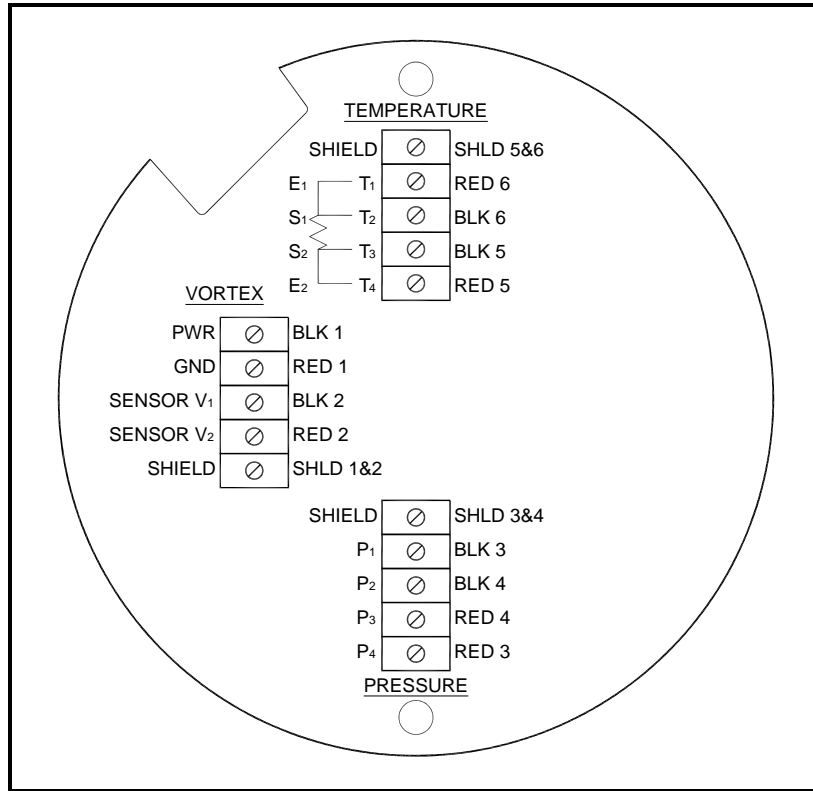 TEMPERATURE
SHIELD SHLD 5&6
E1 T1 RED 6
S1 T2 BLK 6
S2 T3 BLK 5
E2 T4 RED 5
VORTEX
PWR BLK 1
GND RED 1
SENSOR V1 BLK 2
SENSOR V2 RED 2
SHIELD SHLD 1&2
SHIELD SHLD 3&4
P1 BLK 3
P2 BLK 4
P3 RED 4
P4 RED 3
PRESSURE